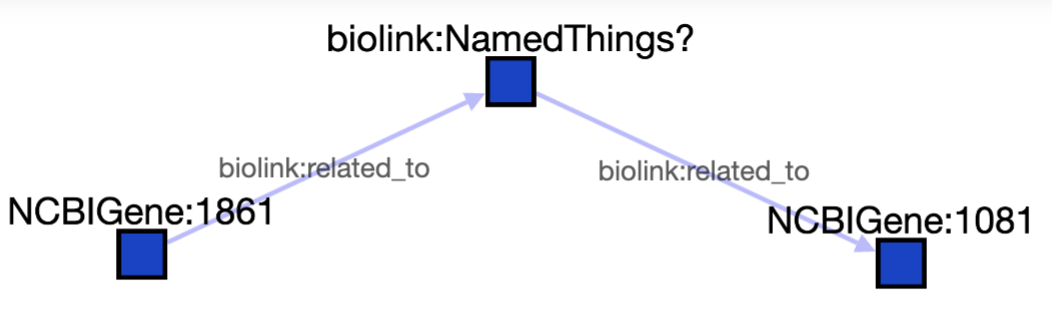 biolink:NamedThings?
biolink:related_to
biolink:related_to
NCBIGene:1861
NCBIGene:1081